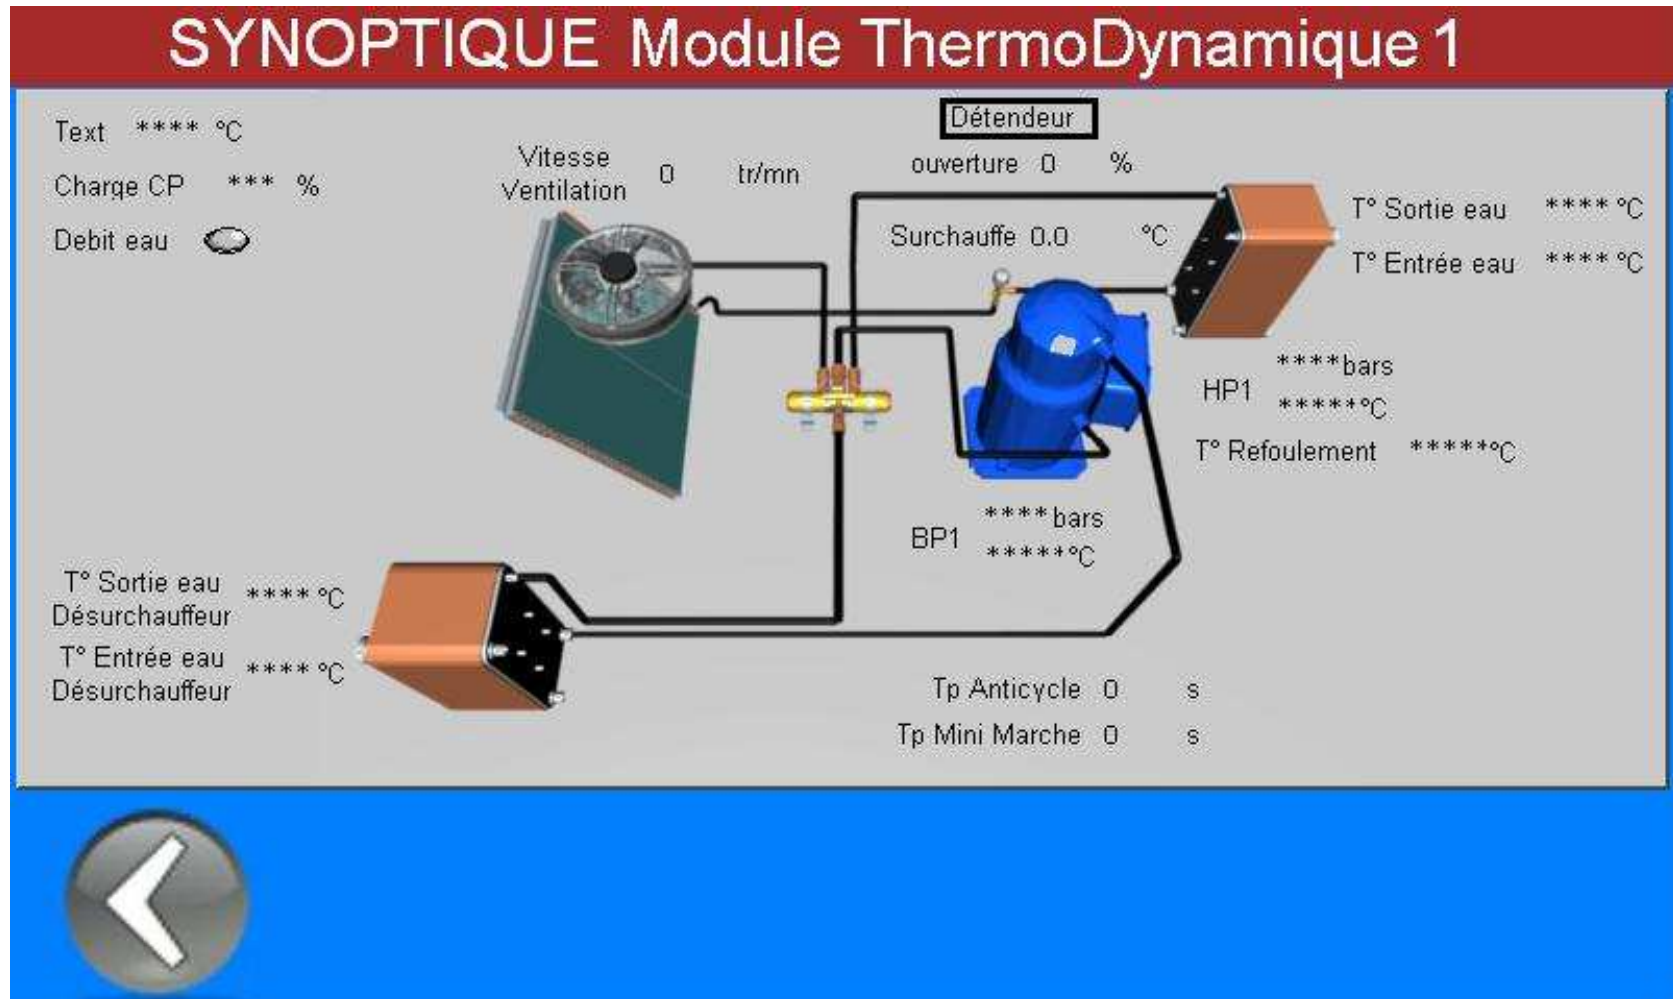 SYNOPTIQUE Module ThermoDynamique 1
Text **** °C
Charge CP *** %
Debit eau
Vitesse
Ventilation 0 tr/mn
Détendeur
ouverture 0 %
Surchauffe 0.0 °C
T° Sortie eau **** °C
T° Entrée eau **** °C
HP1 ****bars
*****°C
T° Refoulement *****°C
BP1 ****bars
*****°C
T° Sortie eau
Désurchauffeur **** °C
T° Entrée eau
Désurchauffeur **** °C
Tp Anticycle 0 s
Tp Mini Marche 0 s